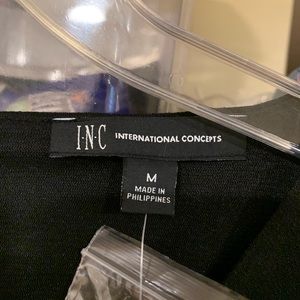 I·N·C INTERNATIONAL CONCEPTS
M
MADE IN
PHILIPPINES